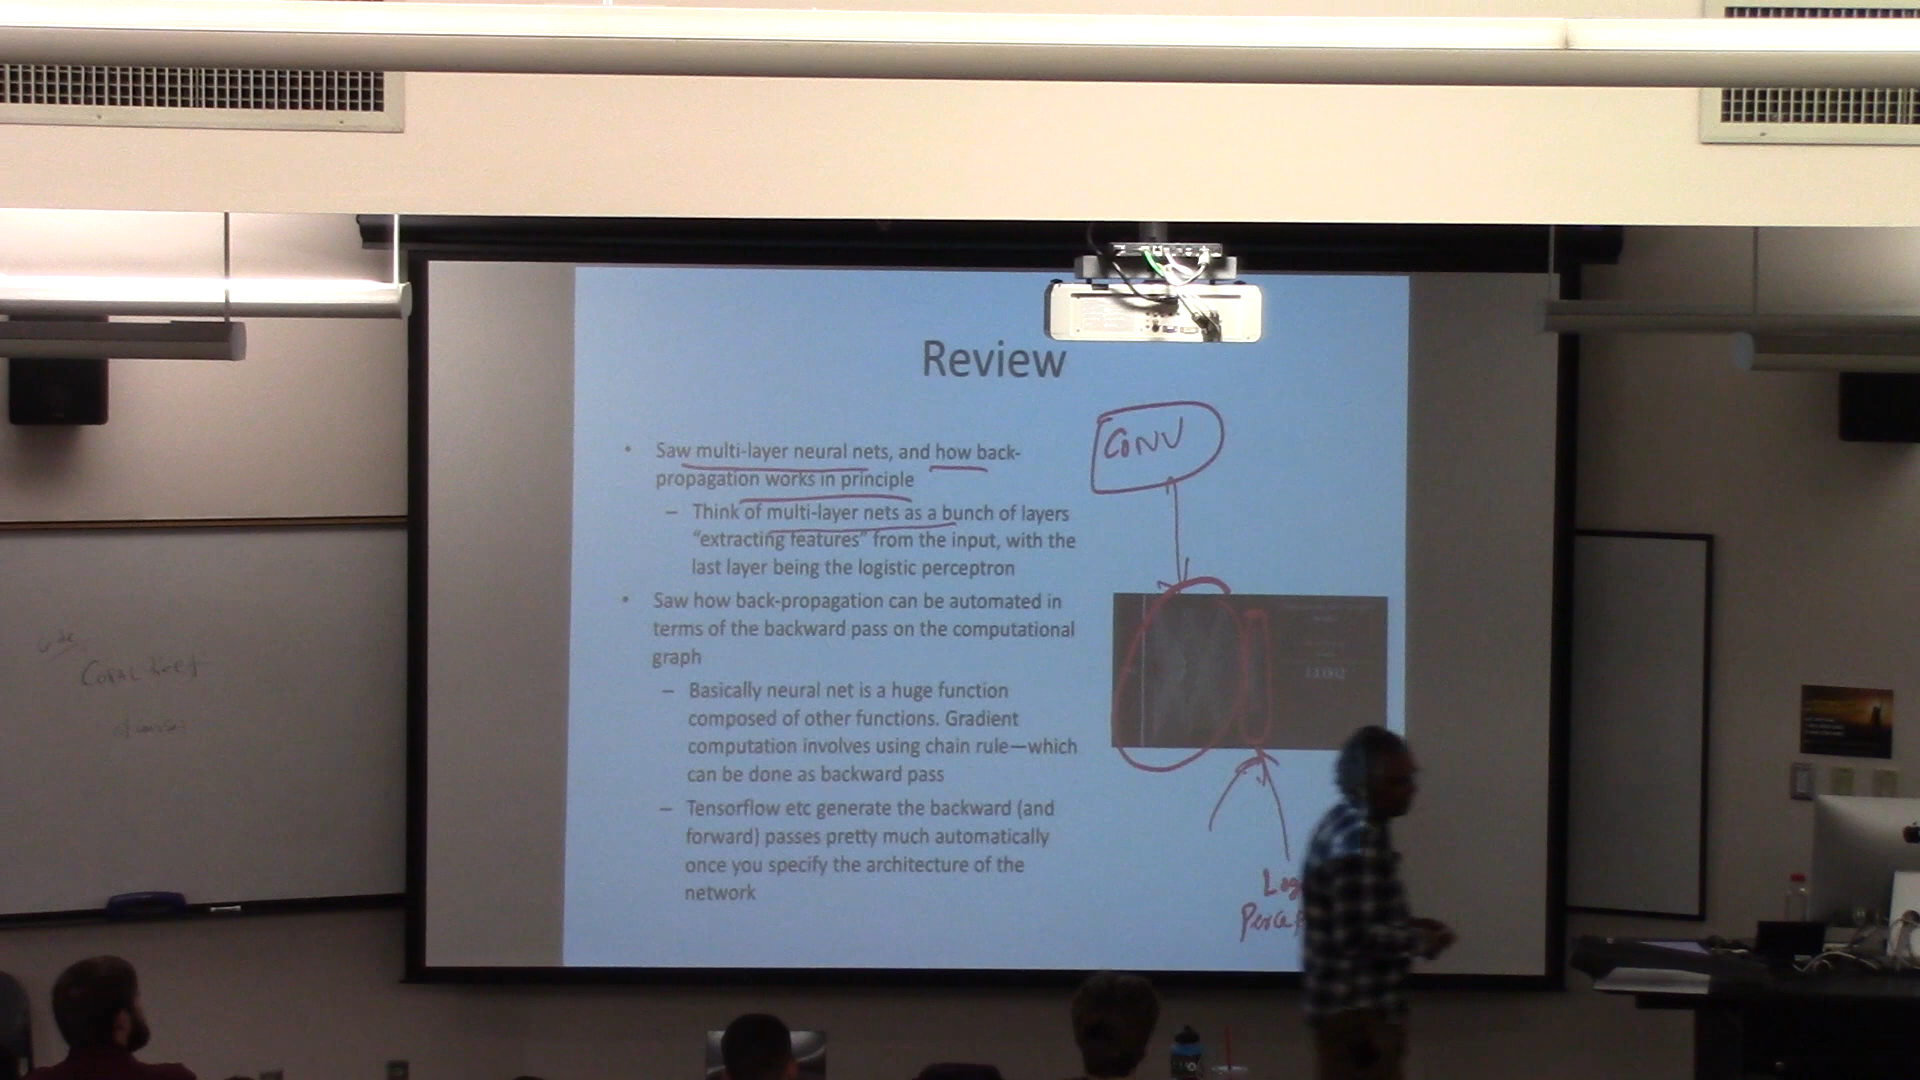 Review
• Saw multi-layer neural nets, and how back-
propagation works in principle
– Think of multi-layer nets as a bunch of layers
“extracting features” from the input, with the
last layer being the logistic perceptron
• Saw how back-propagation can be automated in
terms of the backward pass on the computational
graph
– Basically neural net is a huge function
composed of other functions. Gradient
computation involves using chain rule—which
can be done as backward pass
– Tensorflow etc generate the backward (and
forward) passes pretty much automatically
once you specify the architecture of the
network
CONV
Coral Reef